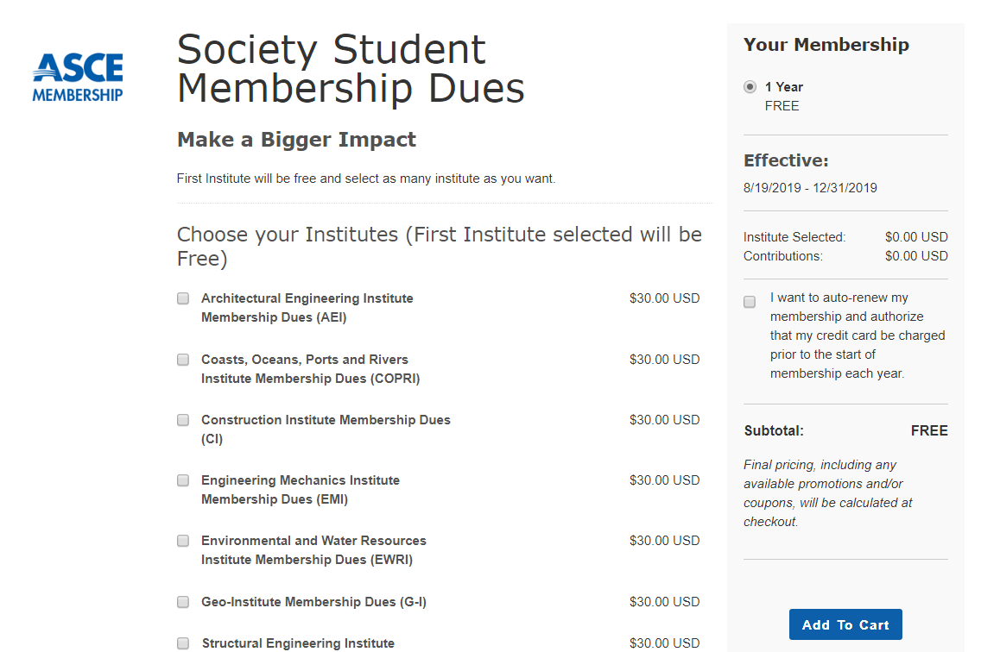 ASCE
MEMBERSHIP
Society Student
Membership Dues
Make a Bigger Impact
First Institute will be free and select as many institute as you want.
Choose your Institutes (First Institute selected will be
Free)
Architectural Engineering Institute $30.00 USD
Membership Dues (AEI)
Coasts, Oceans, Ports and Rivers $30.00 USD
Institute Membership Dues (COPRI)
Construction Institute Membership Dues $30.00 USD
(CI)
Engineering Mechanics Institute $30.00 USD
Membership Dues (EMI)
Environmental and Water Resources $30.00 USD
Institute Membership Dues (EWRI)
Geo-Institute Membership Dues (G-I) $30.00 USD
Structural Engineering Institute $30.00 USD
Your Membership
1 Year
FREE
Effective:
8/19/2019 - 12/31/2019
Institute Selected: $0.00 USD
Contributions: $0.00 USD
I want to auto-renew my
membership and authorize
that my credit card be charged
prior to the start of
membership each year.
Subtotal: FREE
Final pricing, including any
available promotions and/or
coupons, will be calculated at
checkout.
Add To Cart